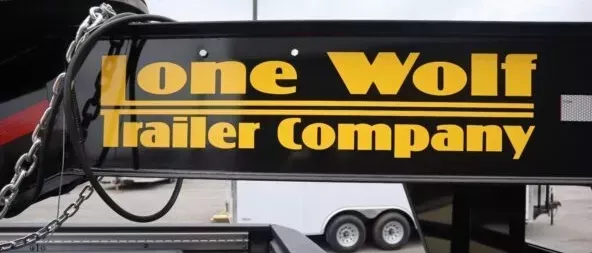 Lone Wolf
Trailer Company